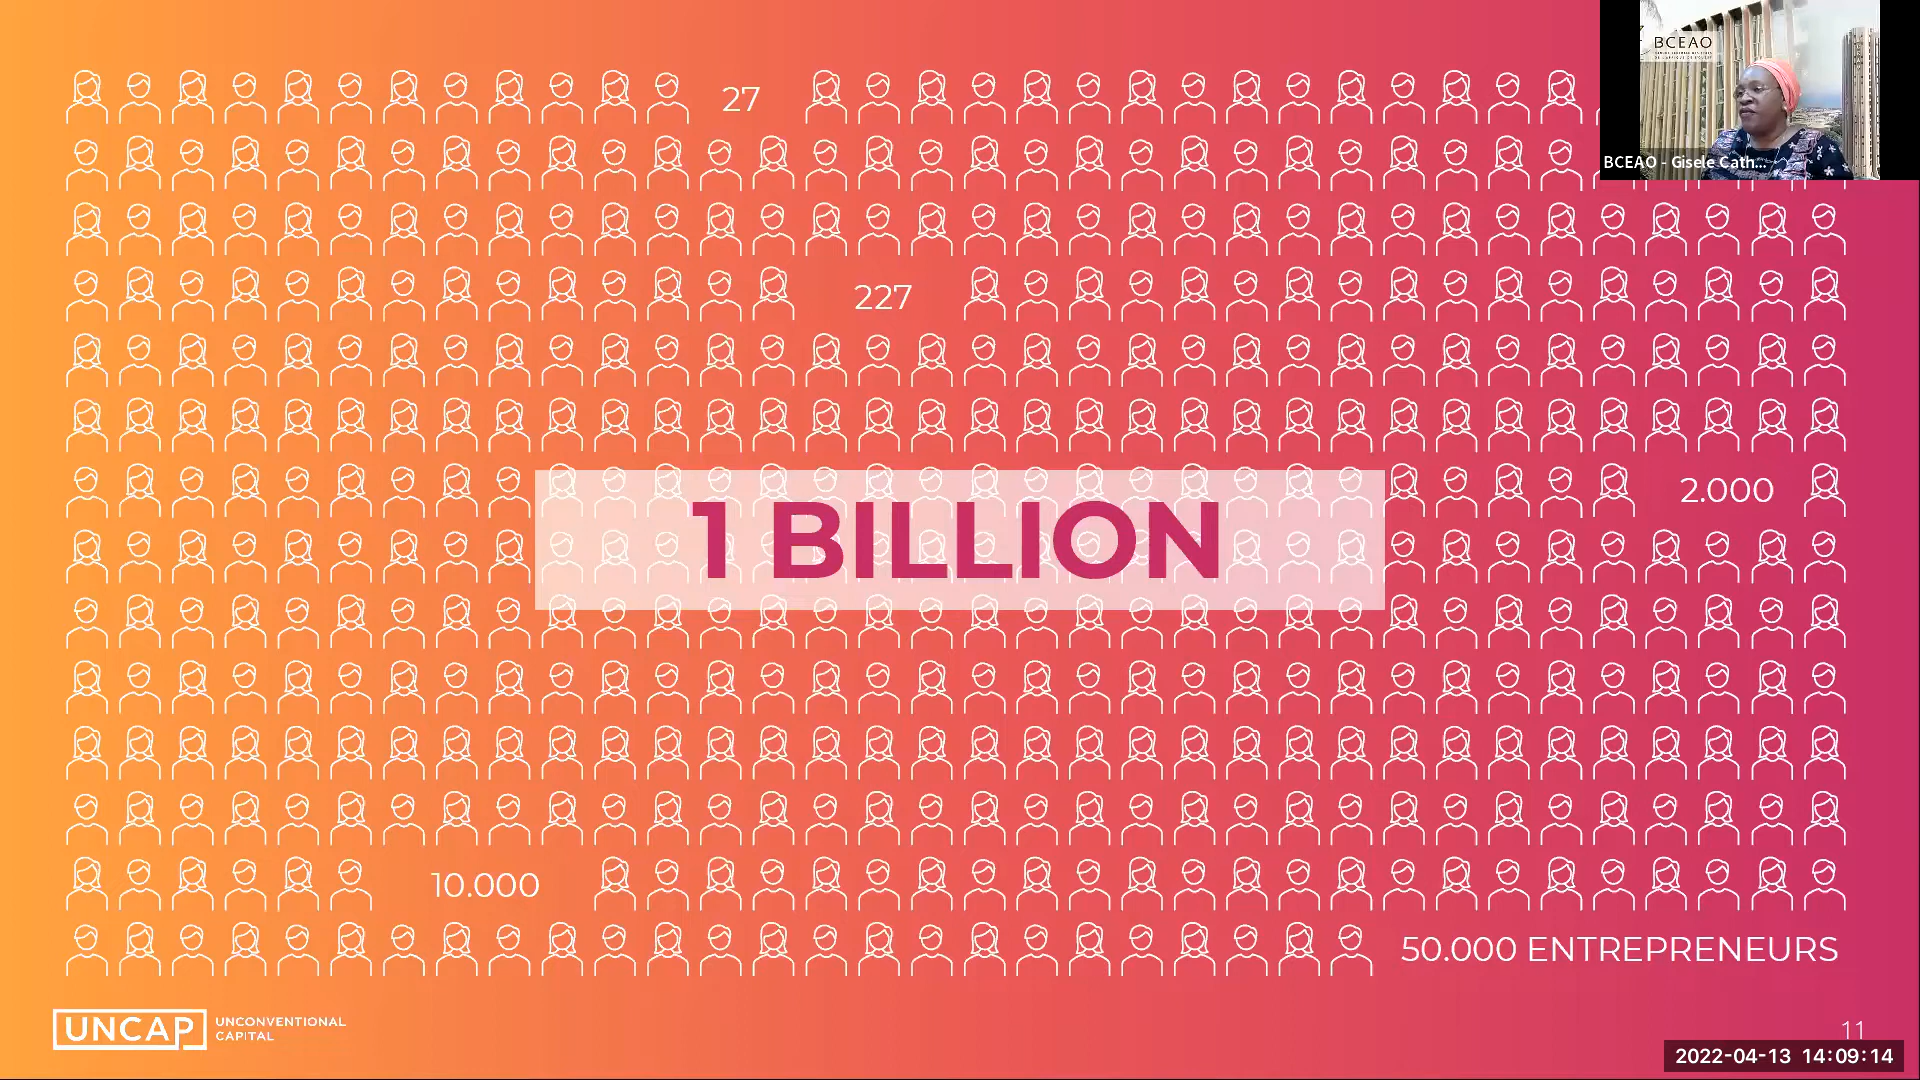 BCEAO
27
BCEAO - Gisele Cath...
227
2.000
1 BILLION
10.000
50.000 ENTREPRENEURS
UNCAP
UNCONVENTIONAL
CAPITAL
11
2022-04-13 14:09:14